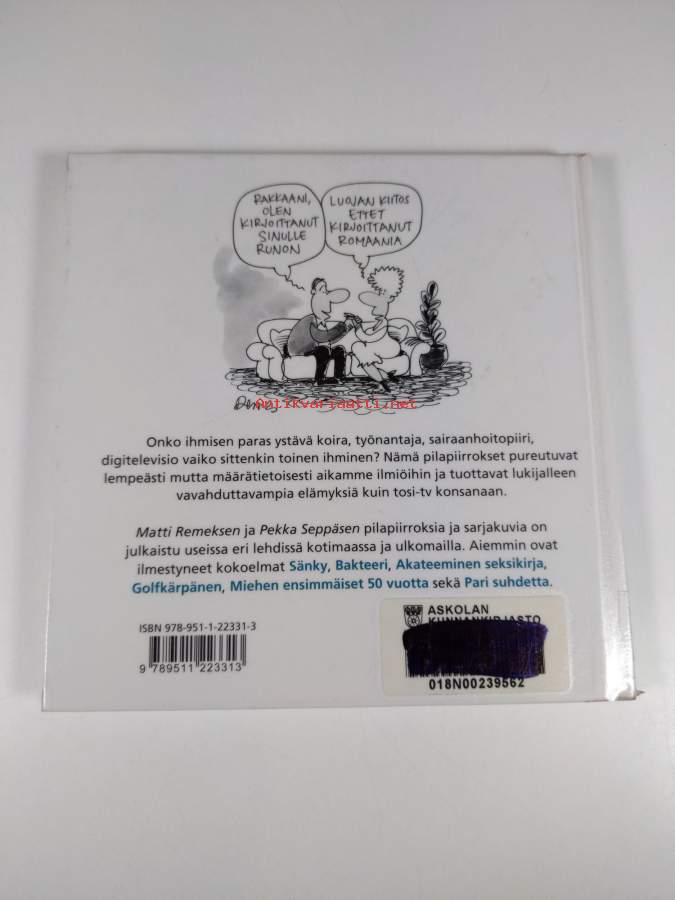 RAKKAANI,
OLEN
KIRJOITTANUT
SINULLE
RUNON
LUOJAN KIITOS
ETTET
KIRJOITTANUT
ROMAANIA
Antikvariaatti.net
Onko ihmisen paras ystävä koira, työnantaja, sairaanhoitopiiri,
digitelevisio vaiko sittenkin toinen ihminen? Nämä pilapiirrokset pureutuvat
lempeästi mutta määrätietoisesti aikamme ilmiöihin ja tuottavat lukijalleen
vavahduttavampia elämyksiä kuin tosi-tv konsanaan.
Matti Remeksen ja Pekka Seppäsen pilapiirroksia ja sarjakuvia on
julkaistu useissa eri lehdissä kotimaassa ja ulkomailla. Aiemmin ovat
ilmestyneet kokoelmat Sänky, Bakteeri, Akateeminen seksikirja,
Golfkärpänen, Miehen ensimmäiset 50 vuotta sekä Pari suhdetta.
ISBN 978-951-1-22331-3
9 789511 223313
ASKOLAN
KUNNANKIRJASTO
018N00239562